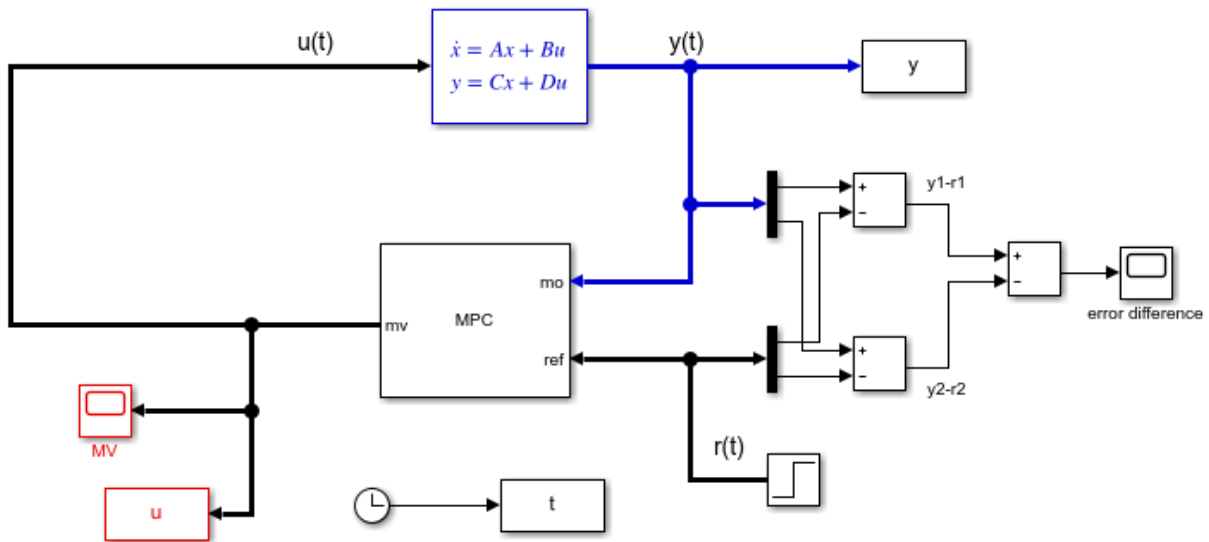 u(t)
ẋ = Ax + Bu
y = Cx + Du
y(t)
y
+
−
y1-r1
+
−
error difference
mo
mv
MPC
ref
+
−
y2-r2
MV
r(t)
u
t